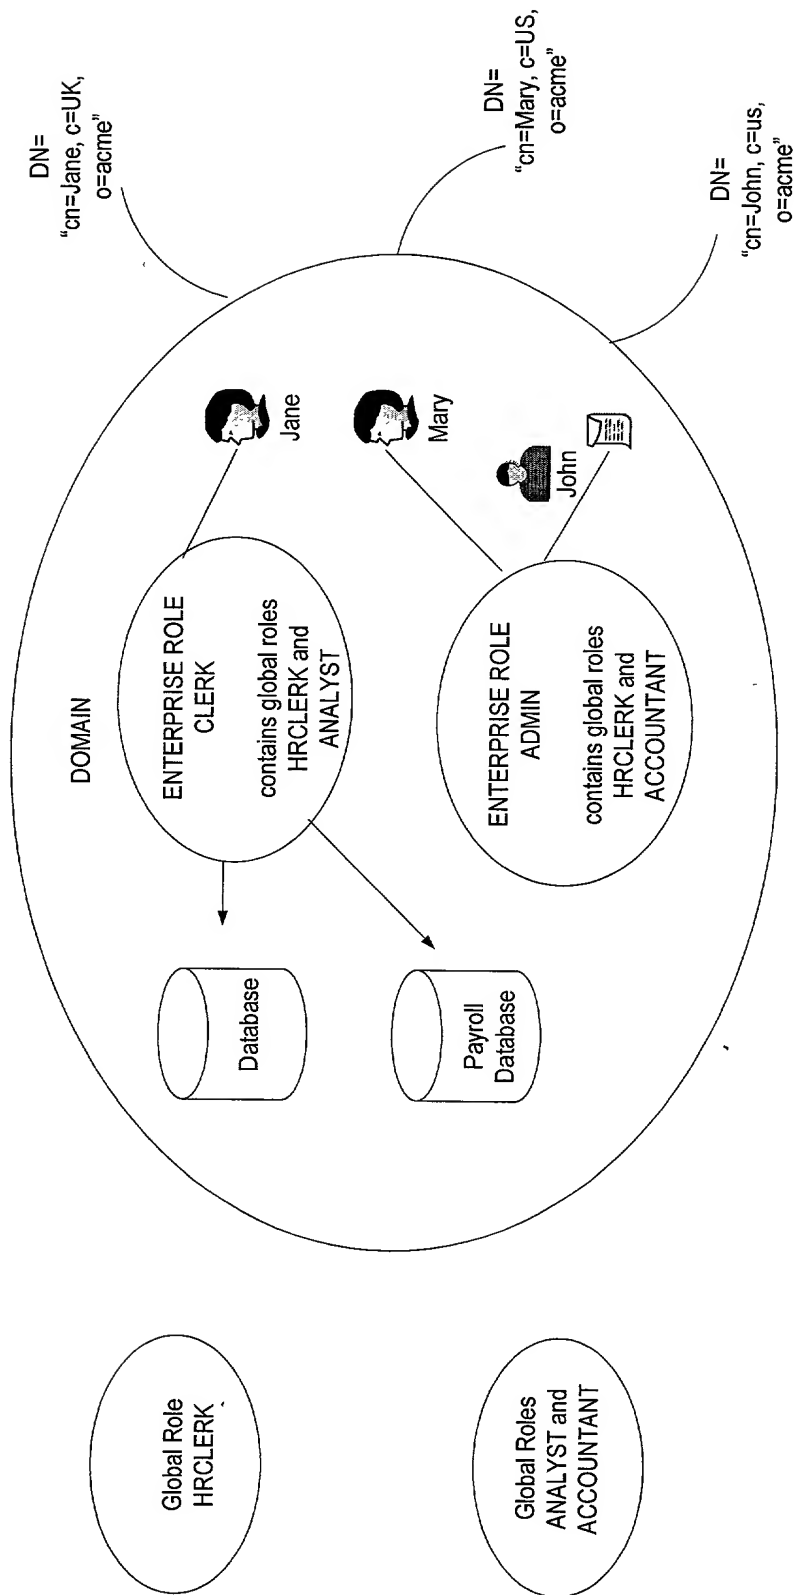 Global Role
HRCLERK
Global Roles
ANALYST and
ACCOUNTANT
DOMAIN
Database
Payroll
Database
ENTERPRISE ROLE
CLERK
contains global roles
HRCLERK and
ANALYST
ENTERPRISE ROLE
ADMIN
contains global roles
HRCLERK and
ACCOUNTANT
Jane
Mary
John
DN=
“cn=Jane, c=UK,
o=acme”
DN=
“cn=Mary, c=US,
o=acme”
DN=
“cn=John, c=us,
o=acme”